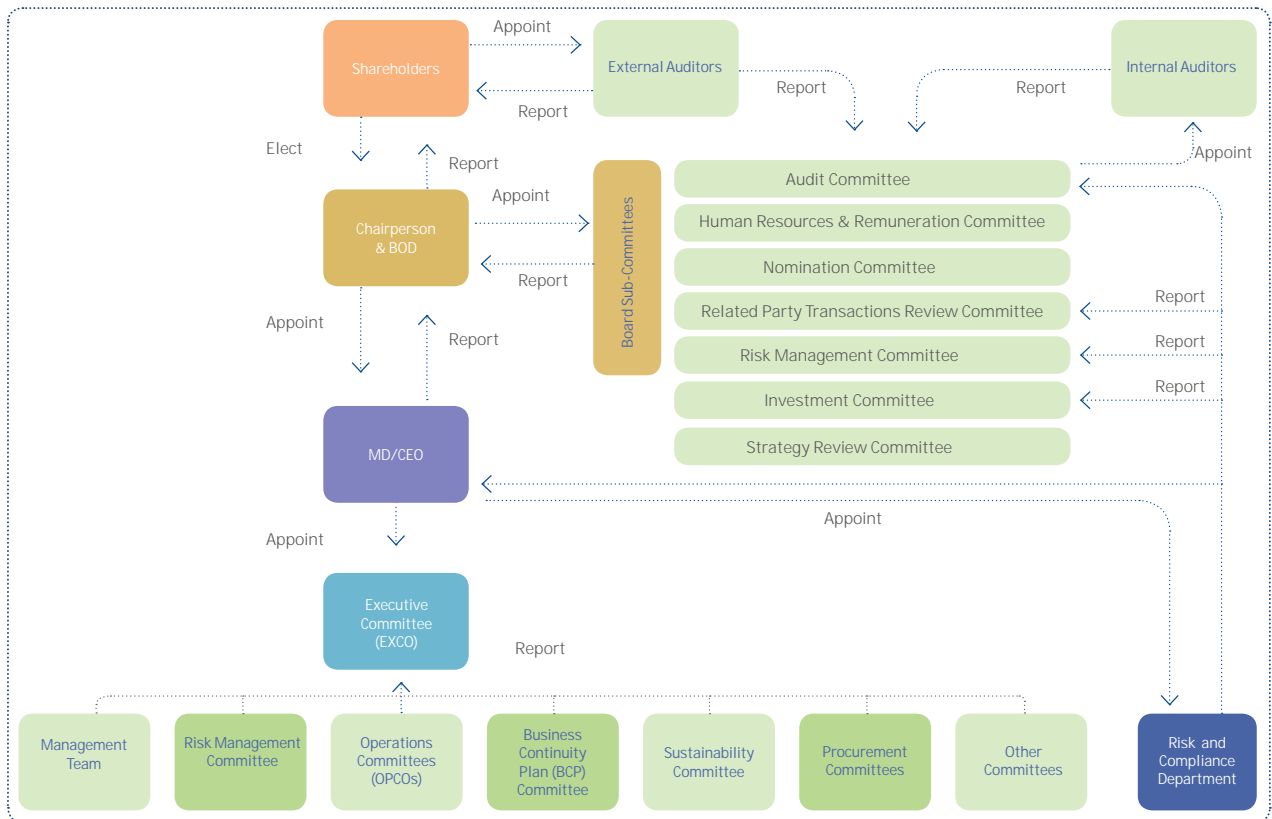 Appoint
Shareholders
External Auditors
Internal Auditors
Report
Report
Report
Elect
Report
Appoint
Appoint
Board Sub-Committees
Audit Committee
Human Resources & Remuneration Committee
Chairperson
& BOD
Nomination Committee
Report
Report
Related Party Transactions Review Committee
Appoint
Report
Report
Risk Management Committee
Report
Investment Committee
Strategy Review Committee
MD/CEO
Appoint
Appoint
Executive
Committee
(EXCO)
Report
Management
Team
Risk Management
Committee
Operations
Committees
(OPCOs)
Business
Continuity
Plan (BCP)
Committee
Sustainability
Committee
Procurement
Committees
Other
Committees
Risk and
Compliance
Department